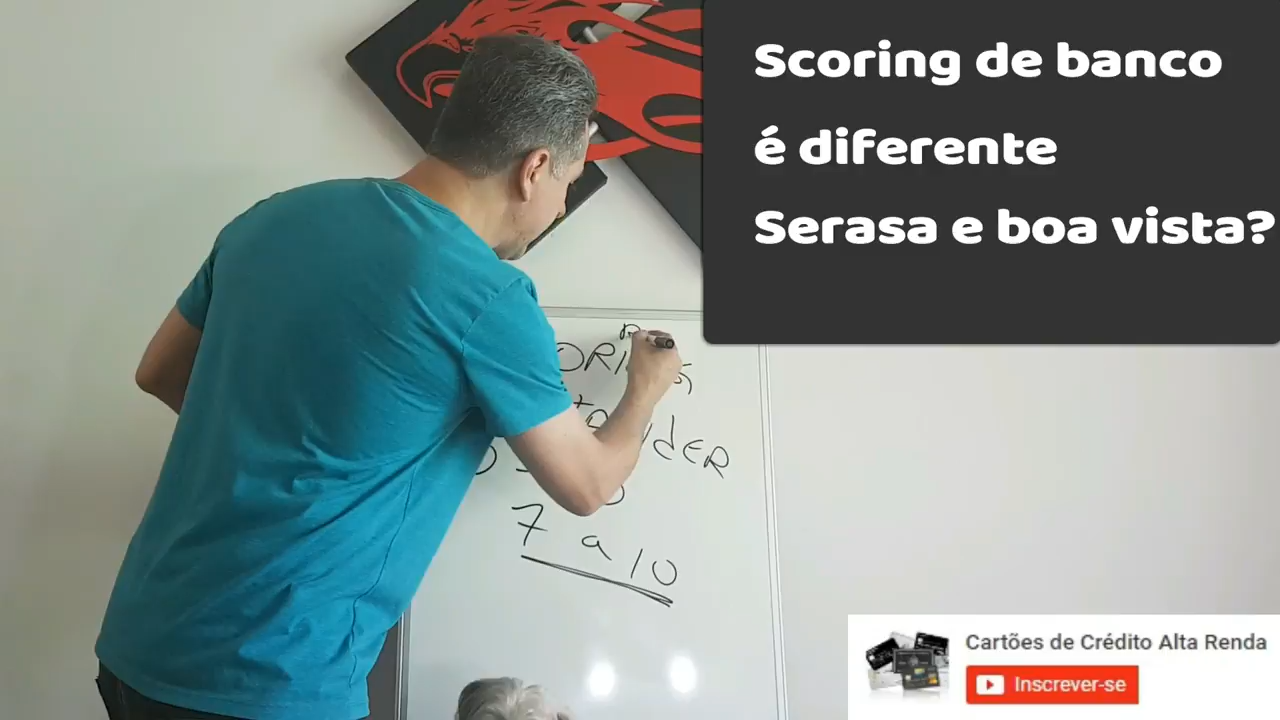 Scoring de banco
é diferente
Serasa e boa vista?
7 a 10
Cartões de Crédito Alta Renda
Inscrever-se